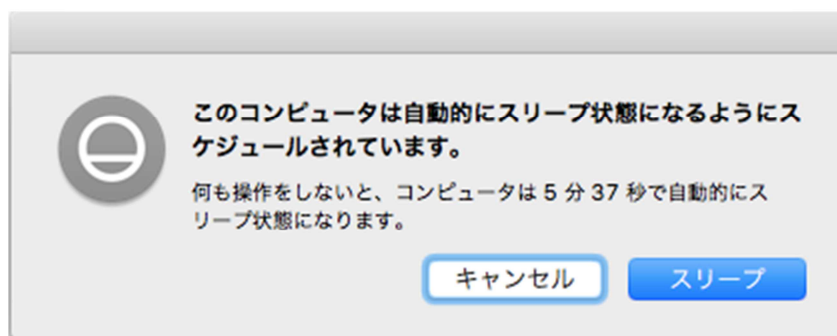 このコンピュータは自動的にスリープ状態になるようにス
ケジュールされています。
何も操作をしないと、コンピュータは 5 分 37 秒で自動的にス
リープ状態になります。
キャンセル
スリープ